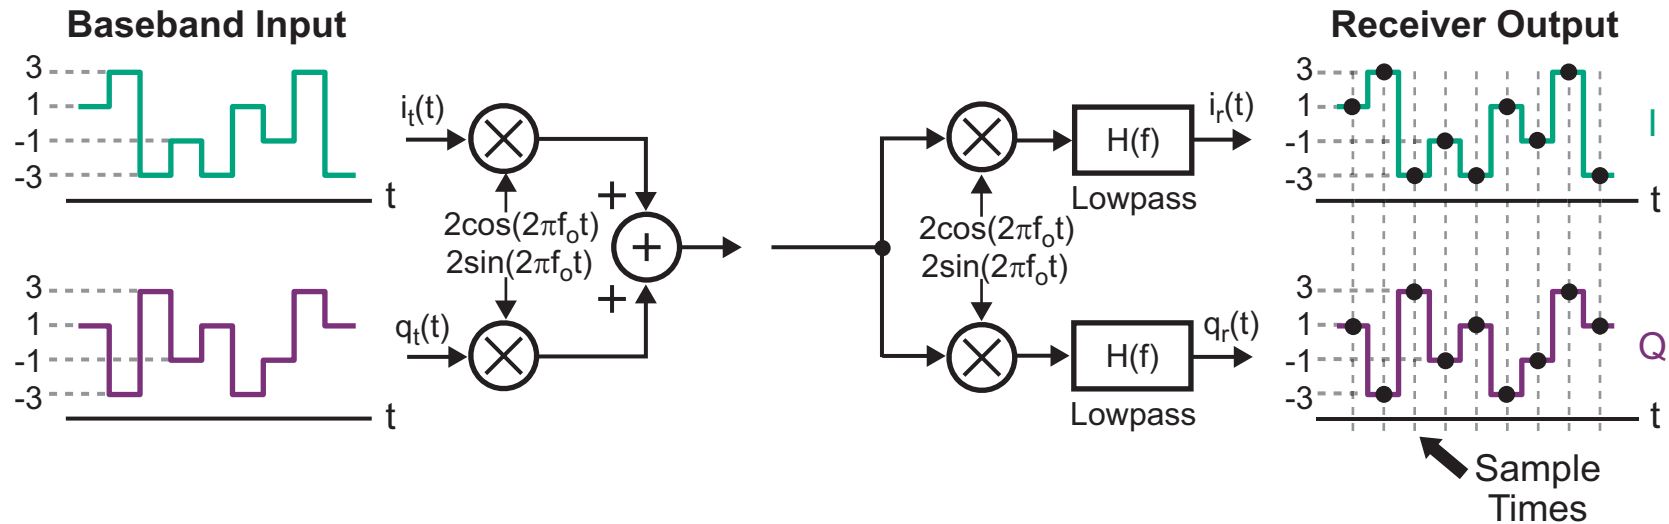 Baseband Input
3
1
-1
-3
t
3
1
-1
-3
t
i_t(t)
q_t(t)
2cos(2πf_ot)
2sin(2πf_ot)
+
+
+
2cos(2πf_ot)
2sin(2πf_ot)
H(f)
Lowpass
H(f)
Lowpass
i_r(t)
q_r(t)
Receiver Output
3
1
-1
-3
t
I
3
1
-1
-3
t
Q
Sample
Times